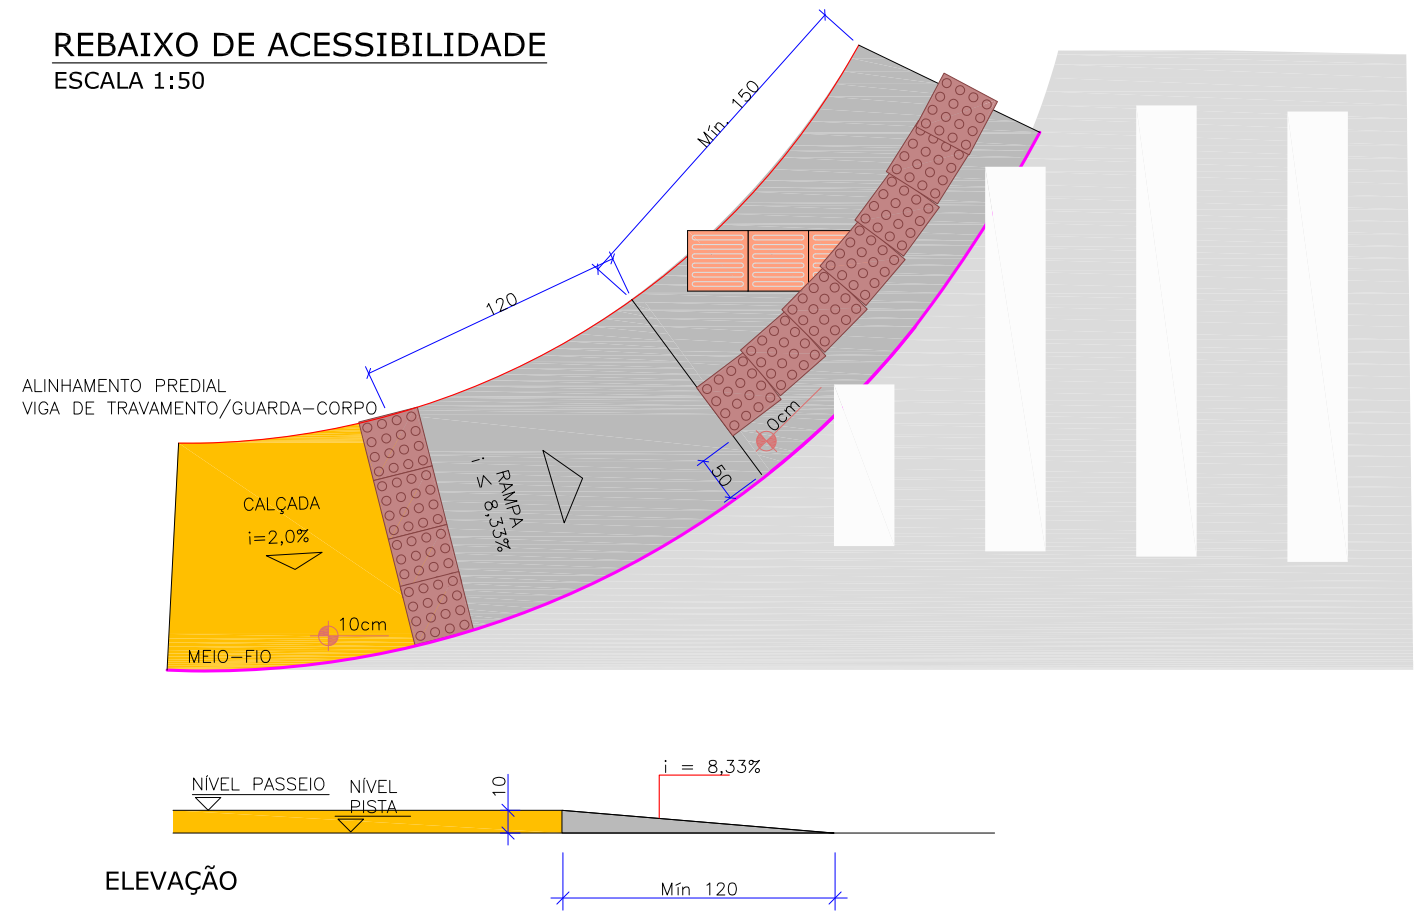 REBAIXO DE ACESSIBILIDADE
ESCALA 1:50
Mín. 150
120
ALINHAMENTO PREDIAL
VIGA DE TRAVAMENTO/GUARDA-CORPO
0cm
50
RAMPA
i ≤ 8,33%
CALÇADA
i=2,0%
10cm
MEIO-FIO
i = 8,33%
NÍVEL PASSEIO
NÍVEL
PISTA
10
ELEVAÇÃO
Mín 120